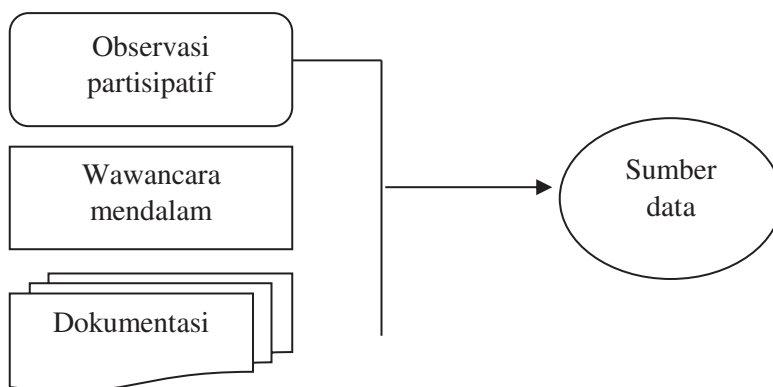 Observasi
partisipatif
Wawancara
mendalam
Dokumentasi
Sumber
data